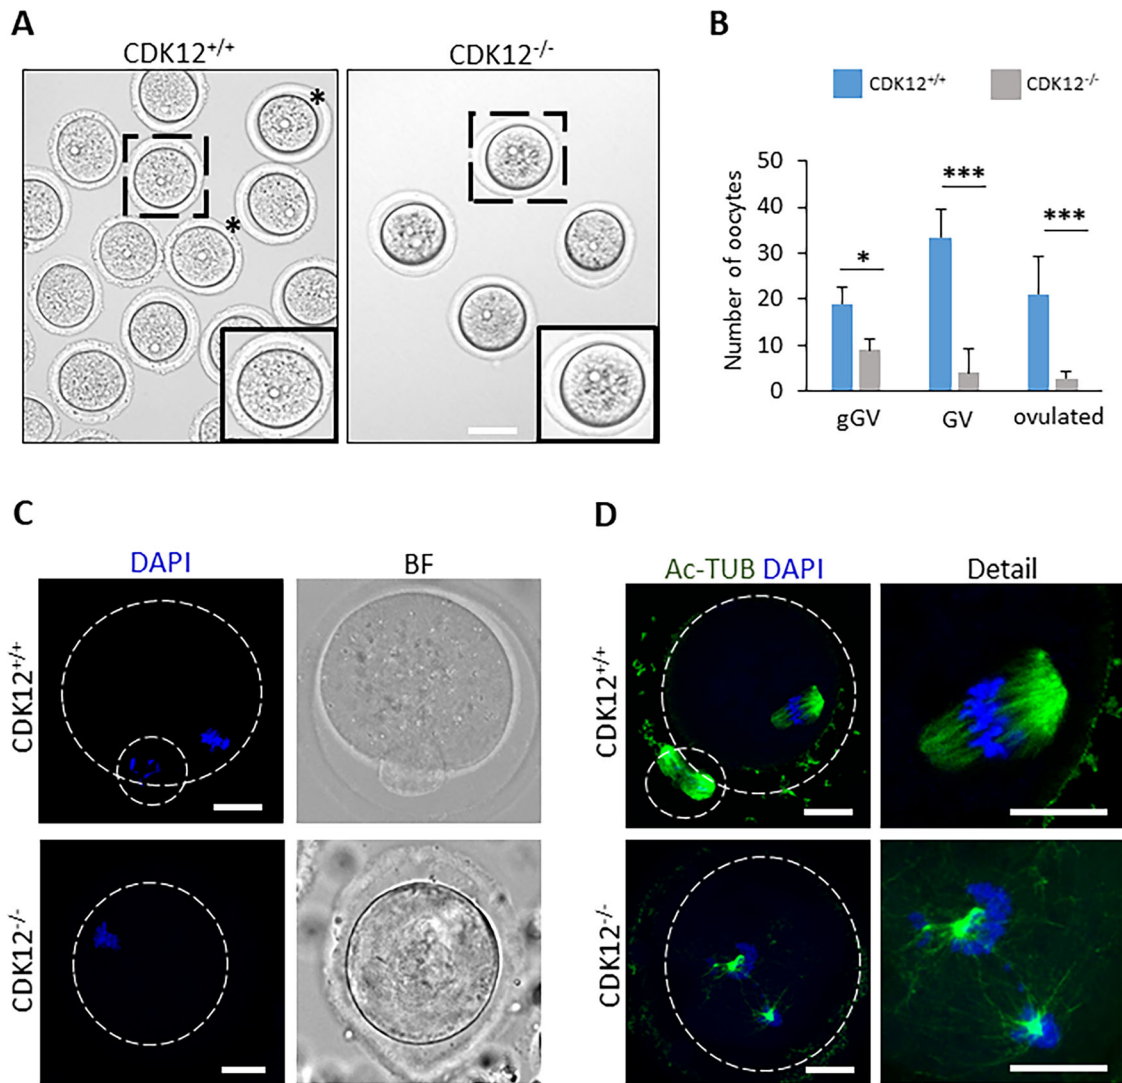 A
CDK12+/+
CDK12-/-
*
*
B
CDK12+/+
CDK12-/-
Number of oocytes
50
40
30
20
10
0
*
***
***
gGV
GV
ovulated
C
DAPI
BF
CDK12+/+
CDK12-/-
D
Ac-TUB DAPI
Detail
CDK12+/+
CDK12-/-